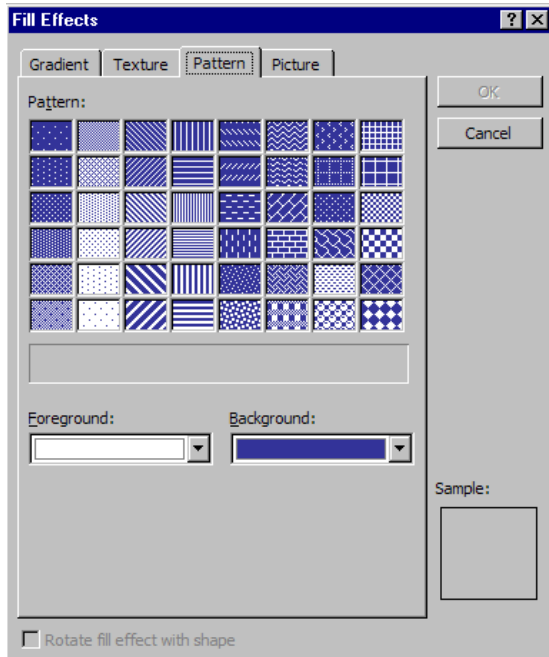 Fill Effects
Gradient
Texture
Pattern
Picture
Pattern:
OK
Cancel
Foreground:
Background:
Sample:
Rotate fill effect with shape